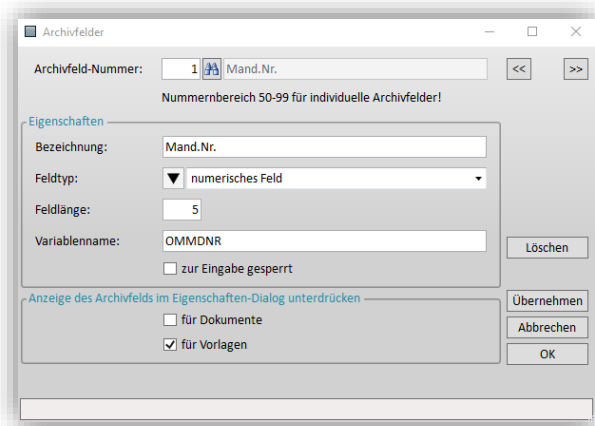 Archivfelder
Archivfeld-Nummer: 1 Mand.Nr. << >>
Nummernbereich 50-99 für individuelle Archivfelder!
Eigenschaften
Bezeichnung: Mand.Nr.
Feldtyp: numerisches Feld
Feldlänge: 5
Variablenname: OMMDNR
Löschen
zur Eingabe gesperrt
Anzeige des Archivfelds im Eigenschaften-Dialog unterdrücken
Übernehmen
für Dokumente
Abbrechen
für Vorlagen
OK